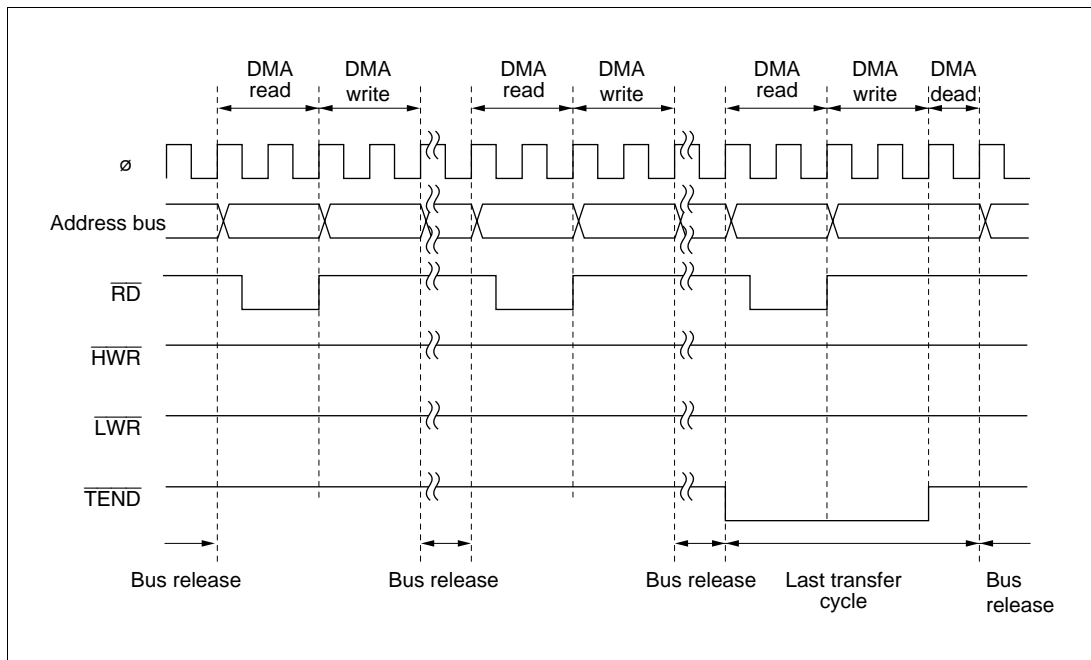 DMA read
DMA write
DMA read
DMA write
DMA read
DMA write
DMA dead
ø
Address bus
RD
HWR
LWR
TEND
Bus release
Bus release
Bus release
Last transfer cycle
Bus release